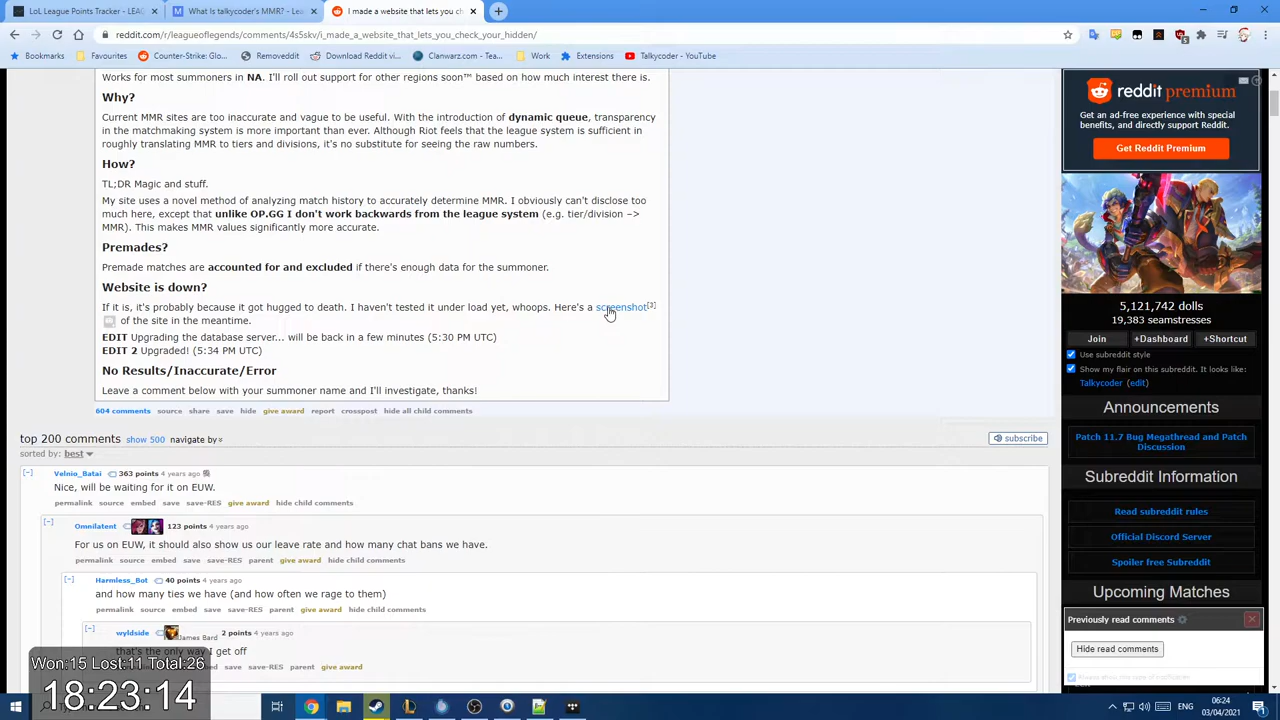 LoL League Points Tracker - LEA
What Is talkycoder's MMR? - Lea
I made a website that lets you c
reddit.com/r/leagueoflegends/comments/4s5skv/i_made_a_website_that_lets_you_check_your_hidden/
Bookmarks
Favourites
Counter-Strike: Glo...
Redditmetrics
Download Reddit vi...
Clanwarz.com - Tea...
Work
Extensions
Talkycoder - YouTube
Works for most summoners in NA. I'll roll out support for other regions soon™ based on how much interest there is.
Why?
Current MMR sites are too inaccurate and vague to be useful. With the introduction of dynamic queue, transparency
in the matchmaking system is more important than ever. Although Riot feels that the league system is sufficient in
roughly translating MMR to tiers and divisions, it's no substitute for seeing the raw numbers.
How?
TL;DR Magic and stuff.
My site uses a novel method of analyzing match history to accurately determine MMR. I obviously can't disclose too
much here, except that unlike OP.GG I don't work backwards from the league system (e.g. tier/division –>
MMR). This makes MMR values significantly more accurate.
Premades?
Premade matches are accounted for and excluded if there's enough data for the summoner.
Website is down?
If it is, it's probably because it got hugged to death. I haven't tested it under load yet, whoops. Here's a screenshot[3]
of the site in the meantime.
EDIT Upgrading the database server... will be back in a few minutes (5:30 PM UTC)
EDIT 2 Upgraded! (5:34 PM UTC)
No Results/Inaccurate/Error
Leave a comment below with your summoner name and I'll investigate, thanks!
604 comments source share save hide give award report crosspost hide all child comments
top 200 comments show 500 navigate by
subscribe
sorted by: best
[-] Velnio_Batai 363 points 4 years ago
Nice, will be waiting for it on EUW.
permalink source embed save save-RES give award hide child comments
[-] Omnilatent 123 points 4 years ago
For us on EUW, it should also show us our leave rate and how many chat bans we have.
permalink source embed save save-RES parent give award hide child comments
[-] Harmless_Bot 40 points 4 years ago
and how many ties we have (and how often we rage to them)
permalink source embed save save-RES parent give award hide child comments
[-] wyldside James Bard 2 points 4 years ago
that's the only way I get off
save save-RES parent give award
Won:15 Lost:11 Total:26
18:23:14
reddit premium
Get an ad-free experience with special
benefits, and directly support Reddit.
Get Reddit Premium
5,121,742 dolls
19,383 seamstresses
Join
+Dashboard
+Shortcut
Use subreddit style
Show my flair on this subreddit. It looks like:
Talkycoder (edit)
Announcements
Patch 11.7 Bug Megathread and Patch
Discussion
Subreddit Information
Read subreddit rules
Official Discord Server
Spoiler free Subreddit
Upcoming Matches
Previously read comments
Hide read comments
ENG
06:24
03/04/2021